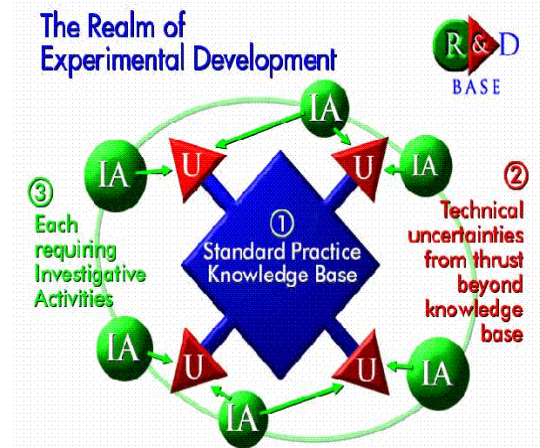 The Realm of
Experimental Development
R & D
BASE
IA
IA
U
U
IA
IA
③
Each
requiring
Investigative
Activities
①
Standard Practice
Knowledge Base
②
Technical
uncertainties
from thrust
beyond
knowledge
base
IA
U
U
IA
IA